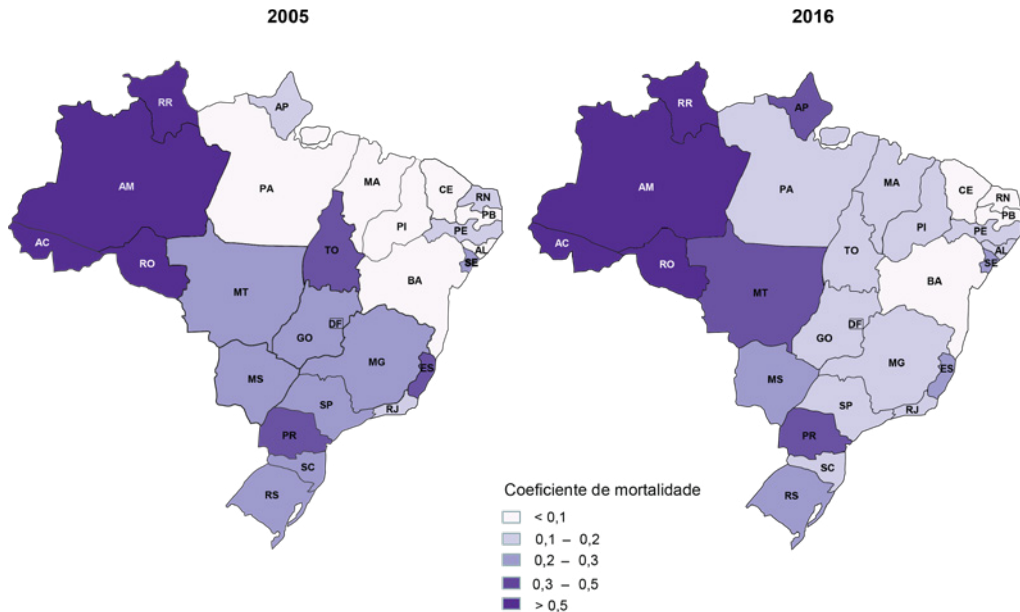 2005
2016
RR
AP
AM
PA
MA
CE
RN
PB
PE
PI
AL
SE
AC
RO
TO
BA
MT
DF
GO
MG
ES
MS
SP
RJ
PR
SC
RS
RR
AP
AM
PA
MA
CE
RN
PB
PE
PI
AL
SE
AC
RO
TO
BA
MT
DF
GO
MG
ES
MS
SP
RJ
PR
SC
RS
Coeficiente de mortalidade
< 0,1
0,1 – 0,2
0,2 – 0,3
0,3 – 0,5
> 0,5